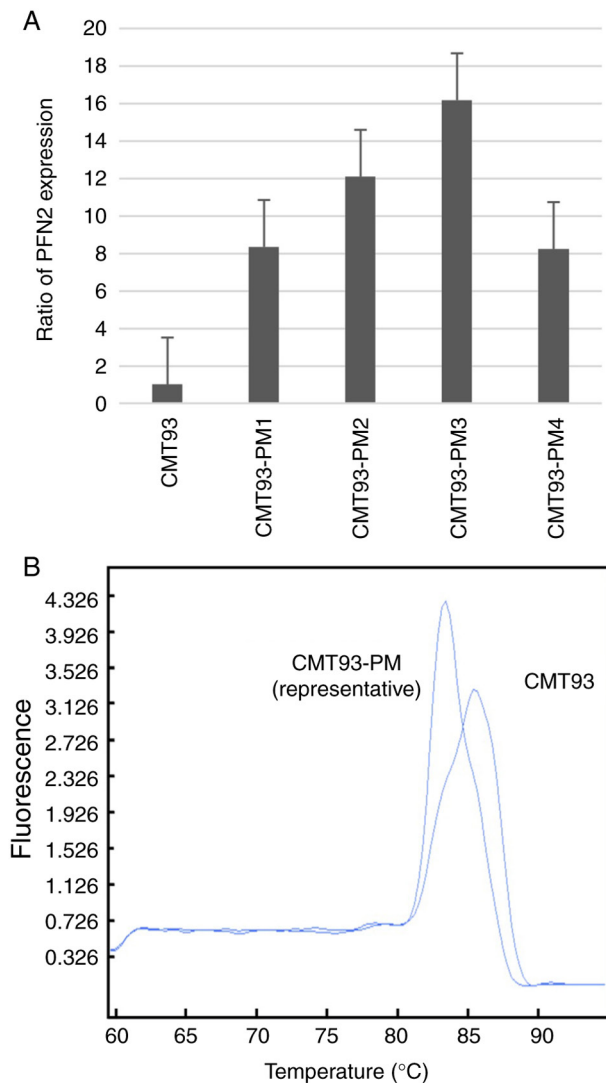 A
20
18
16
14
12
10
8
6
4
2
0
Ratio of PFN2 expression
CMT93
CMT93-PM1
CMT93-PM2
CMT93-PM3
CMT93-PM4
B
4.326
3.926
3.526
3.126
2.726
2.326
1.926
1.526
1.126
0.726
0.326
Fluorescence
CMT93-PM
(representative)
CMT93
60
65
70
75
80
85
90
Temperature (°C)